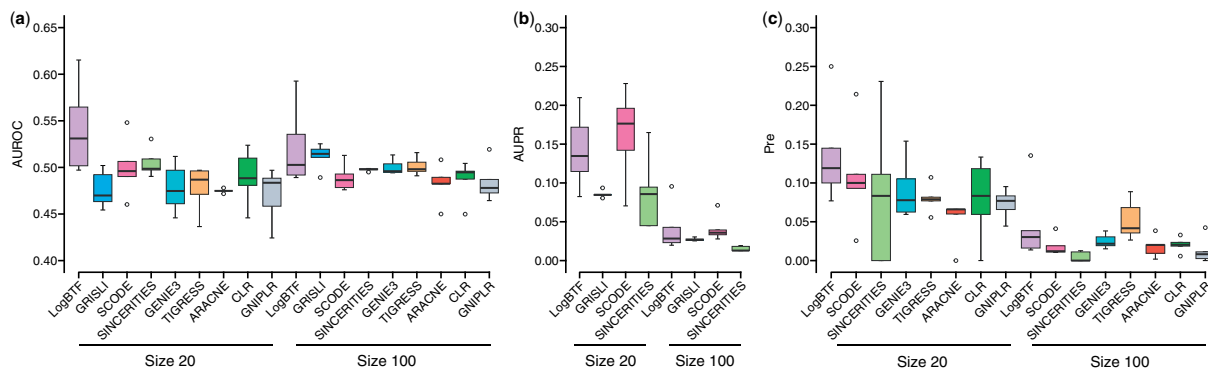 (a)
0.65
0.60
0.55
0.50
0.45
0.40
AUROC
LogBTF
GRISLI
SCODE
SINCERITIES
GENIE3
TIGRESS
ARACNE
CLR
GNIPLR
LogBTF
GRISLI
SCODE
SINCERITIES
GENIE3
TIGRESS
ARACNE
CLR
GNIPLR
Size 20
Size 100
(b)
0.30
0.25
0.20
0.15
0.10
0.05
0.00
AUPR
LogBTF
GRISLI
SCODE
SINCERITIES
LogBTF
GRISLI
SCODE
SINCERITIES
Size 20
Size 100
(c)
0.30
0.25
0.20
0.15
0.10
0.05
0.00
Pre
LogBTF
SCODE
SINCERITIES
GENIE3
TIGRESS
ARACNE
CLR
GNIPLR
LogBTF
SCODE
SINCERITIES
GENIE3
TIGRESS
ARACNE
CLR
GNIPLR
Size 20
Size 100